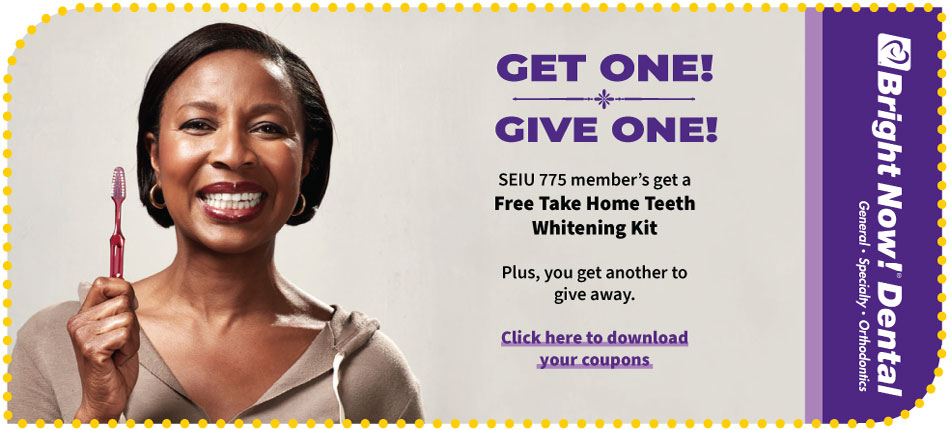 GET ONE!
GIVE ONE!
SEIU 775 member's get a
Free Take Home Teeth
Whitening Kit
Plus, you get another to
give away.
Click here to download
your coupons
Bright Now!® Dental
General • Specialty • Orthodontics